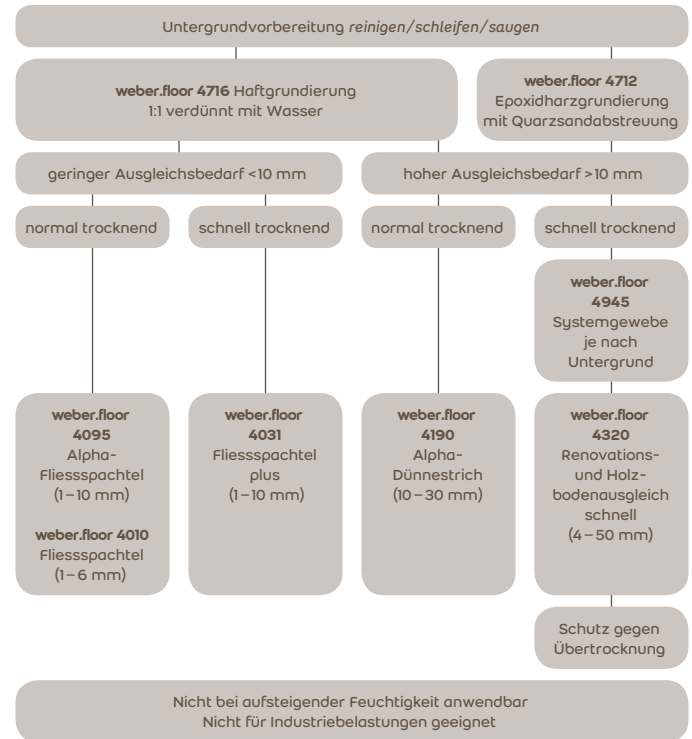 Untergrundvorbereitung reinigen/schleifen/saugen
weber.floor 4716 Haftgrundierung
1:1 verdünnt mit Wasser
weber.floor 4712
Epoxidharzgrundierung
mit Quarzsandabstreuung
geringer Ausgleichsbedarf <10 mm
hoher Ausgleichsbedarf >10 mm
normal trocknend
schnell trocknend
normal trocknend
schnell trocknend
weber.floor
4945
Systemgewebe
je nach
Untergrund
weber.floor
4095
Alpha-
Fliessspachtel
(1–10 mm)
weber.floor 4010
Fliessspachtel
(1–6 mm)
weber.floor
4031
Fliessspachtel
plus
(1–10 mm)
weber.floor
4190
Alpha-
Dünnestrich
(10–30 mm)
weber.floor
4320
Renovations-
und Holz-
bodenausgleich
schnell
(4–50 mm)
Schutz gegen
Übertrocknung
Nicht bei aufsteigender Feuchtigkeit anwendbar
Nicht für Industriebelastungen geeignet